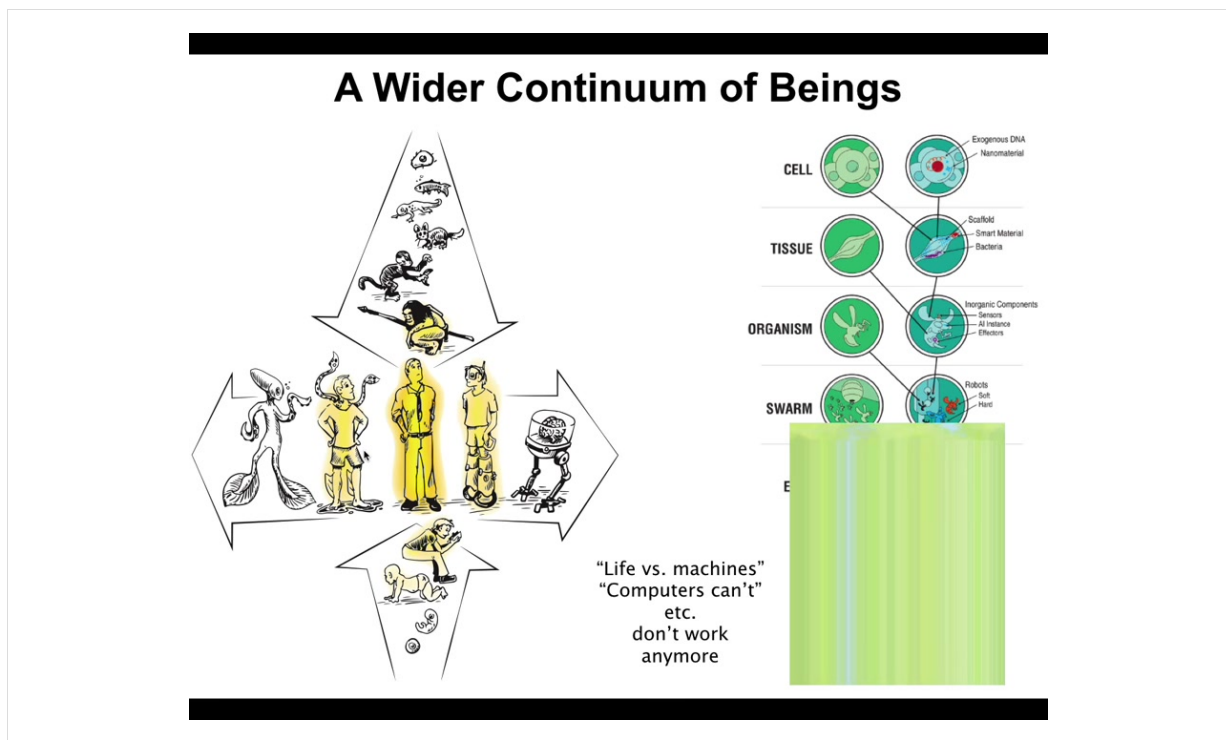 A Wider Continuum of Beings
CELL
Exogenous DNA
Nanomaterial
TISSUE
Scaffold
Smart Material
Bacteria
ORGANISM
Inorganic Components
Sensors
AI Instance
Effectors
SWARM
Robots
Soft
Hard
“Life vs. machines”
“Computers can’t”
etc.
don’t work
anymore